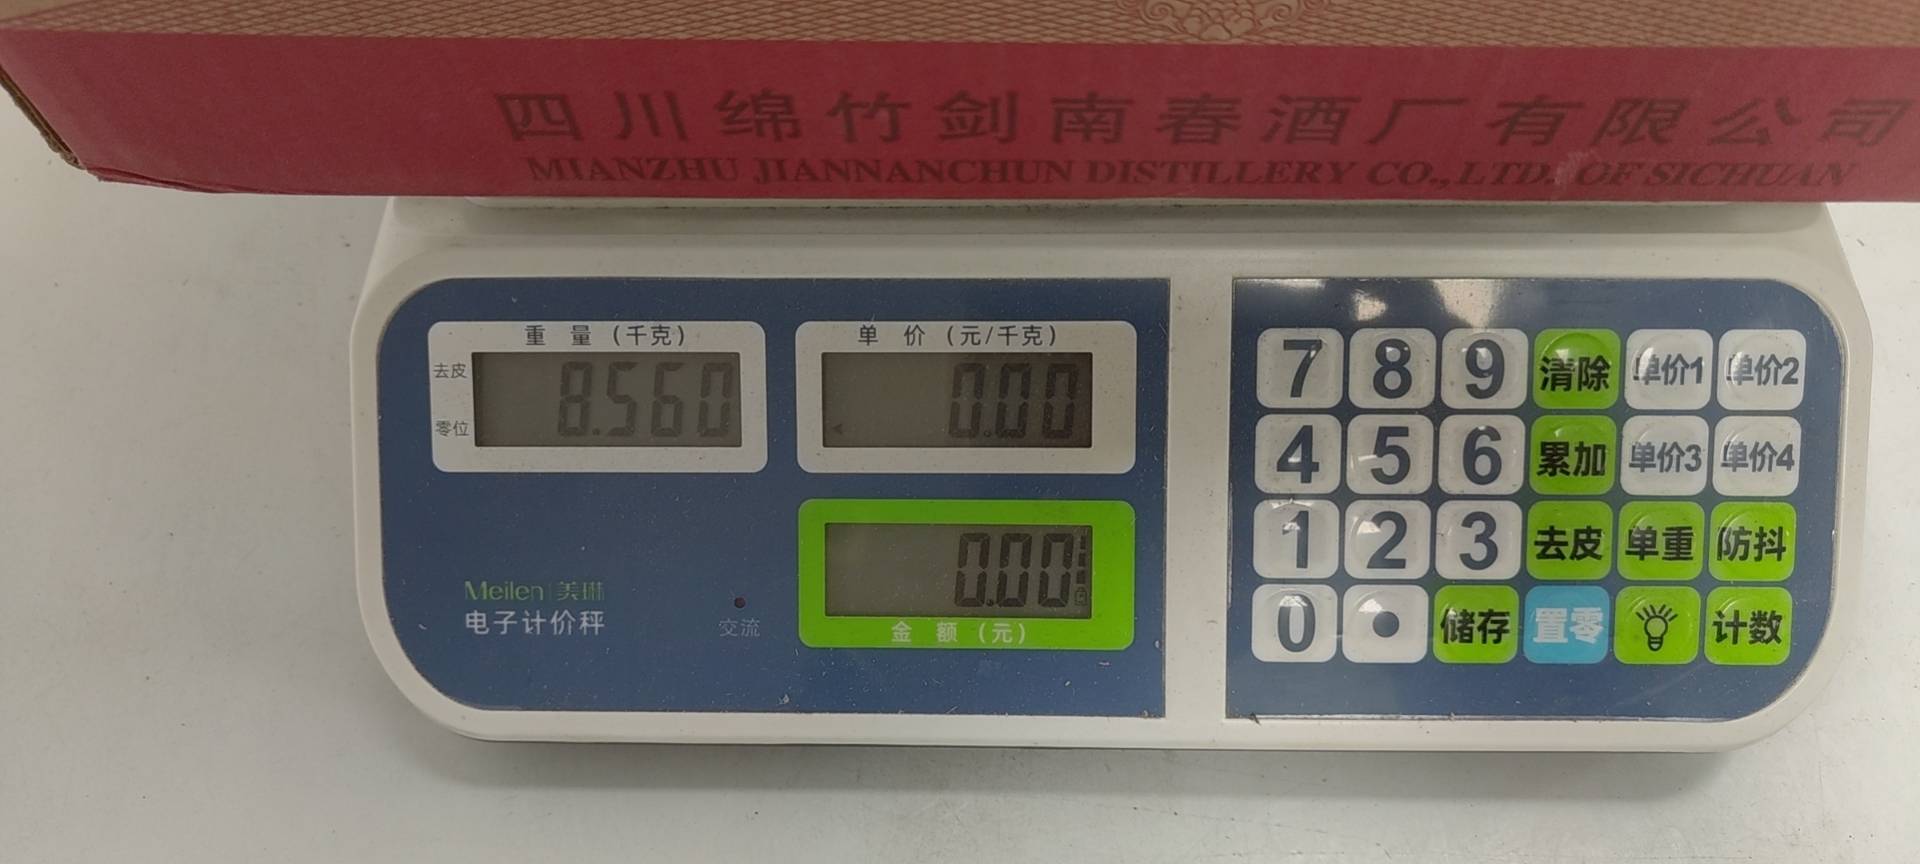 四川绵竹剑南春酒厂有限公司
MIANZHU JIANNANCHUN DISTILLERY CO.,LTD. OF SICHUAN
重 量 (千克)
去皮
零位
8.560
单 价 (元/千克)
0.00
0.00
金 额 (元)
Meilen 美琳
电子计价秤
交流
7 8 9 清除 单价1 单价2
4 5 6 累加 单价3 单价4
1 2 3 去皮 单重 防抖
0 • 储存 置零 计数